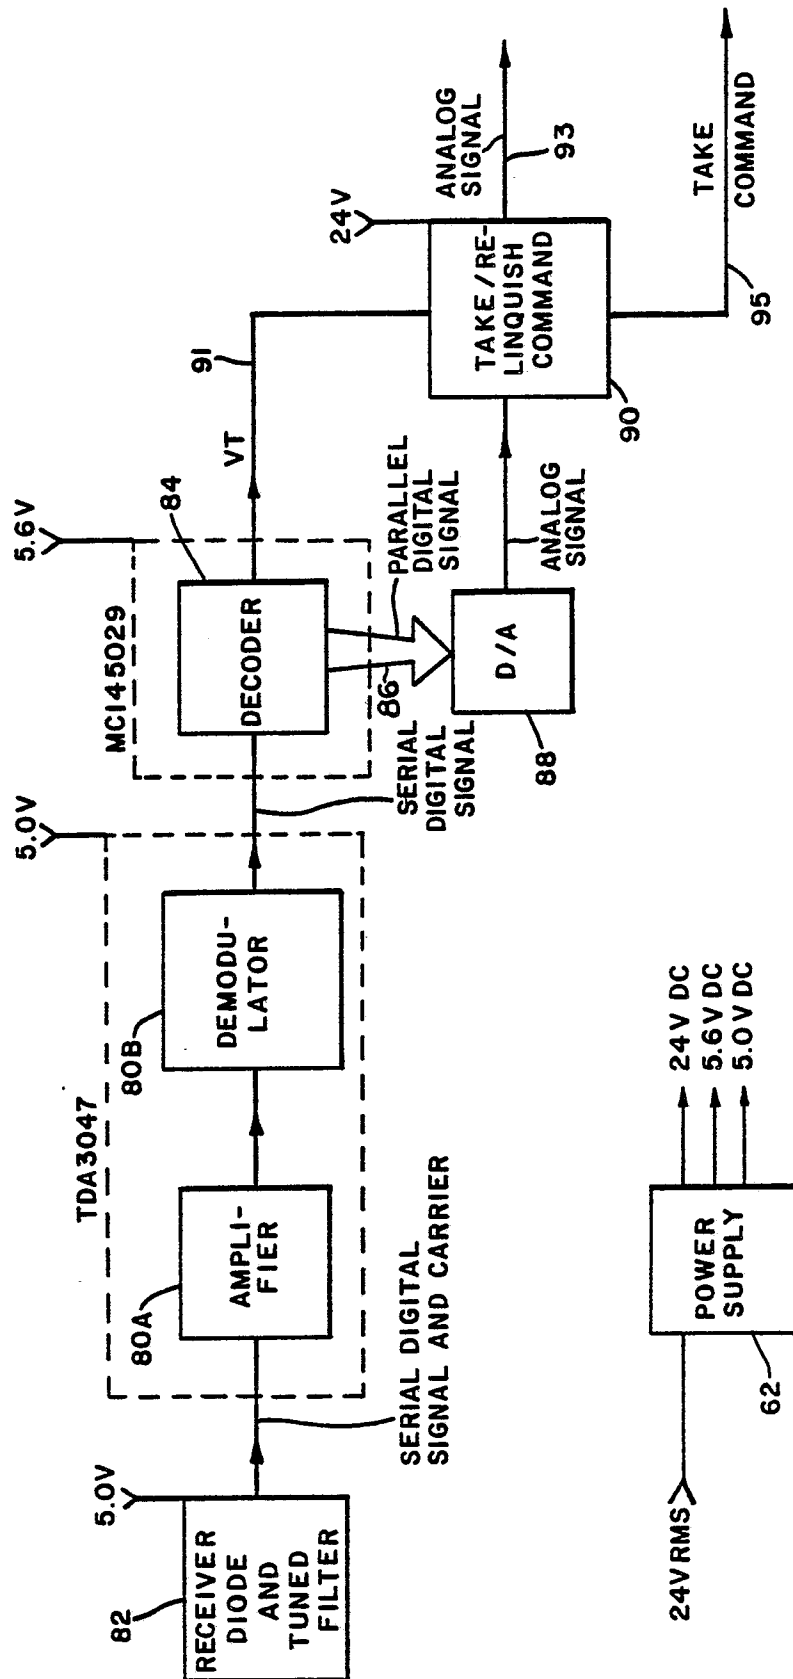 82
RECEIVER
DIODE
AND
TUNED
FILTER
5.0V
SERIAL DIGITAL
SIGNAL AND CARRIER
TDA3047
80A
AMPLI-
FIER
80B
DEMODU-
LATOR
5.0V
SERIAL
DIGITAL
SIGNAL
MC145029
5.6V
84
DECODER
86
PARALLEL
DIGITAL
SIGNAL
88
D/A
ANALOG
SIGNAL
VT
91
90
TAKE/RE-
LINQUISH
COMMAND
24V
ANALOG
SIGNAL
93
95
TAKE
COMMAND
24VRMS
62
POWER
SUPPLY
24V DC
5.6V DC
5.0V DC